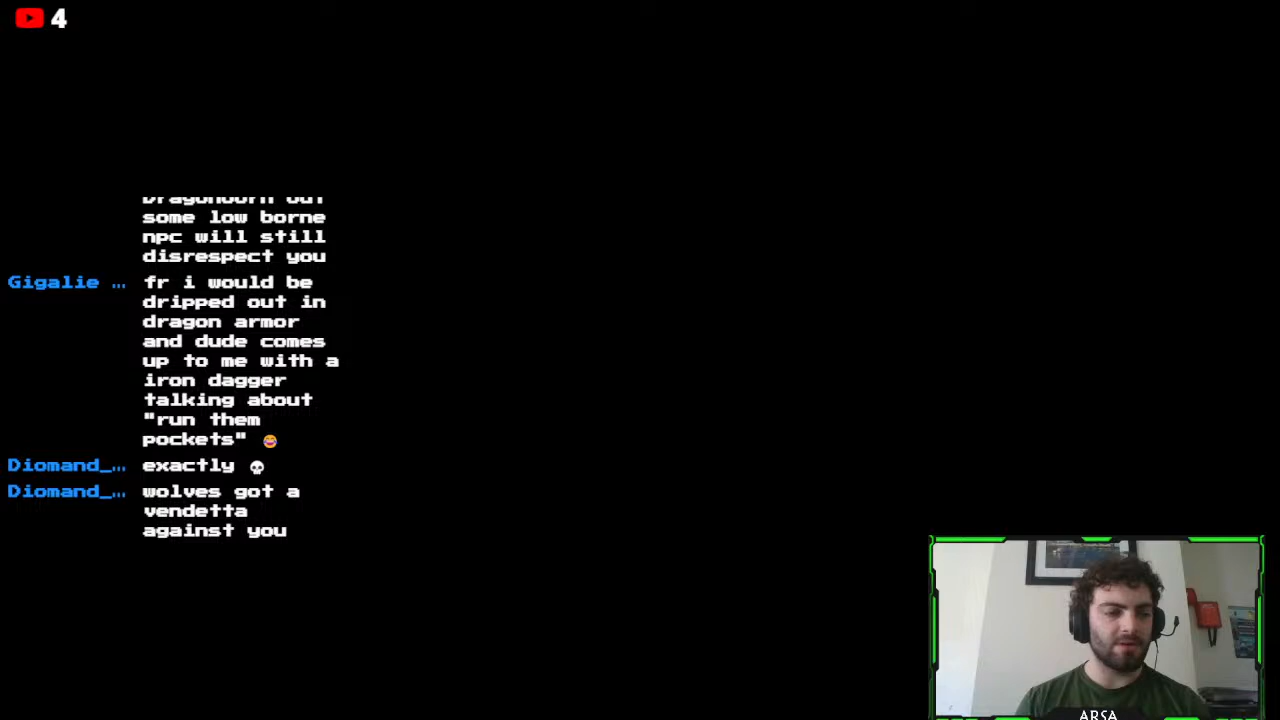 4
Dragonborn but
some low borne
npc will still
disrespect you
Gigalie ... fr i would be
dripped out in
dragon armor
and dude comes
up to me with a
iron dagger
talking about
"run them
pockets" 😂
Diomand_... exactly 💀
Diomand_... wolves got a
vendetta
against you
ARSA